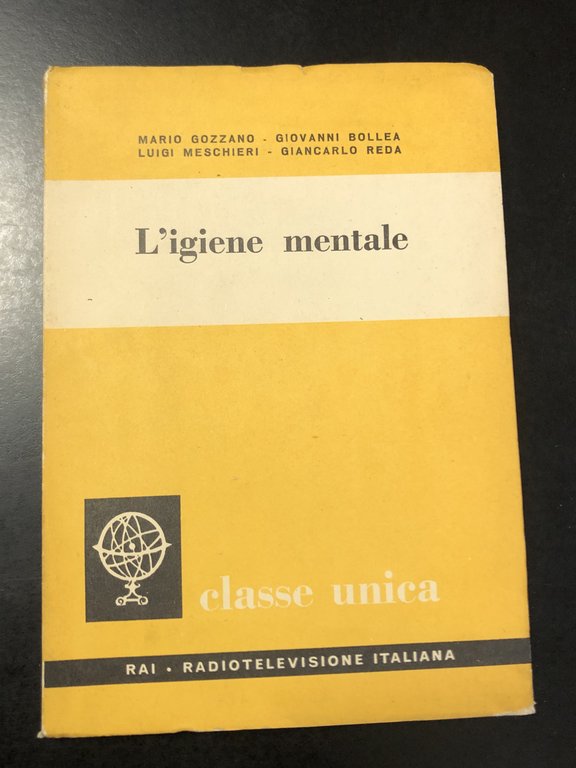 MARIO GOZZANO - GIOVANNI BOLLEA
LUIGI MESCHIERI - GIANCARLO REDA
L'igiene mentale
classe unica
RAI • RADIOTELEVISIONE ITALIANA